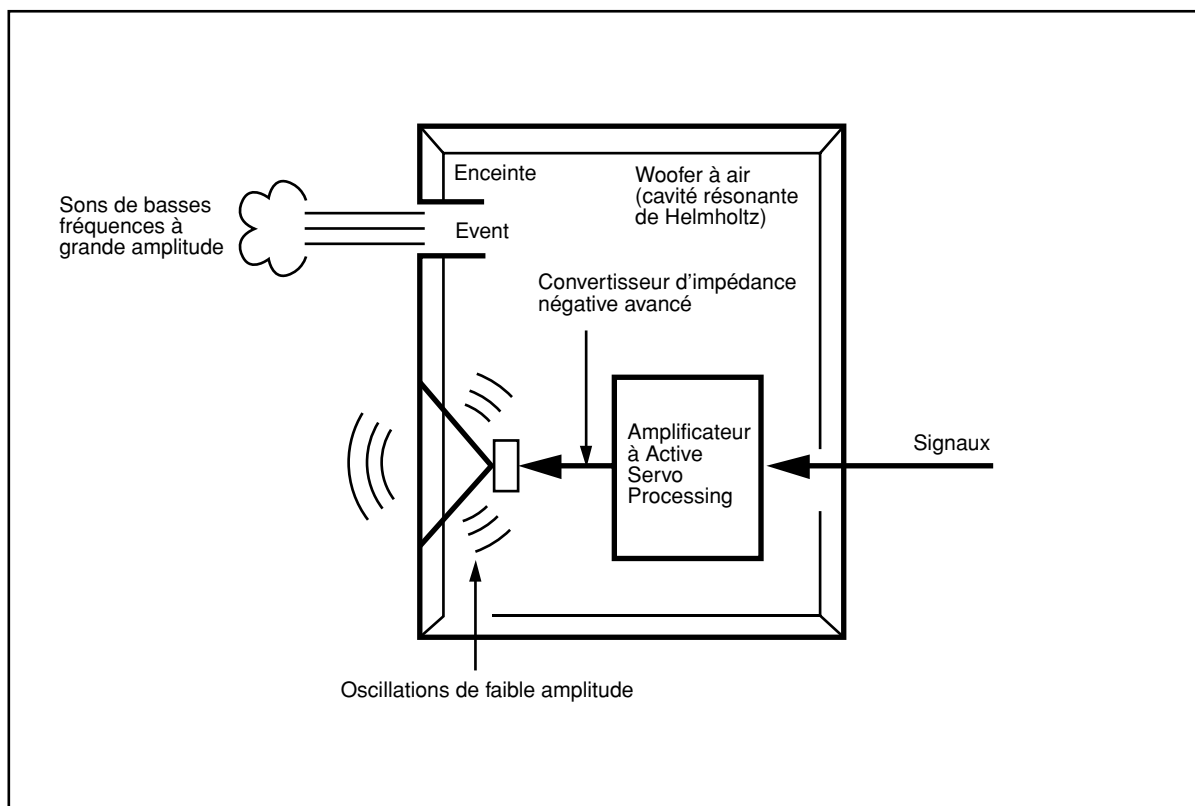 Enceinte
Woofer à air
(cavité résonante
de Helmholtz)
Sons de basses
fréquences à
grande amplitude
Event
Convertisseur d'impédance
négative avancé
Amplificateur
à Active
Servo
Processing
Signaux
Oscillations de faible amplitude